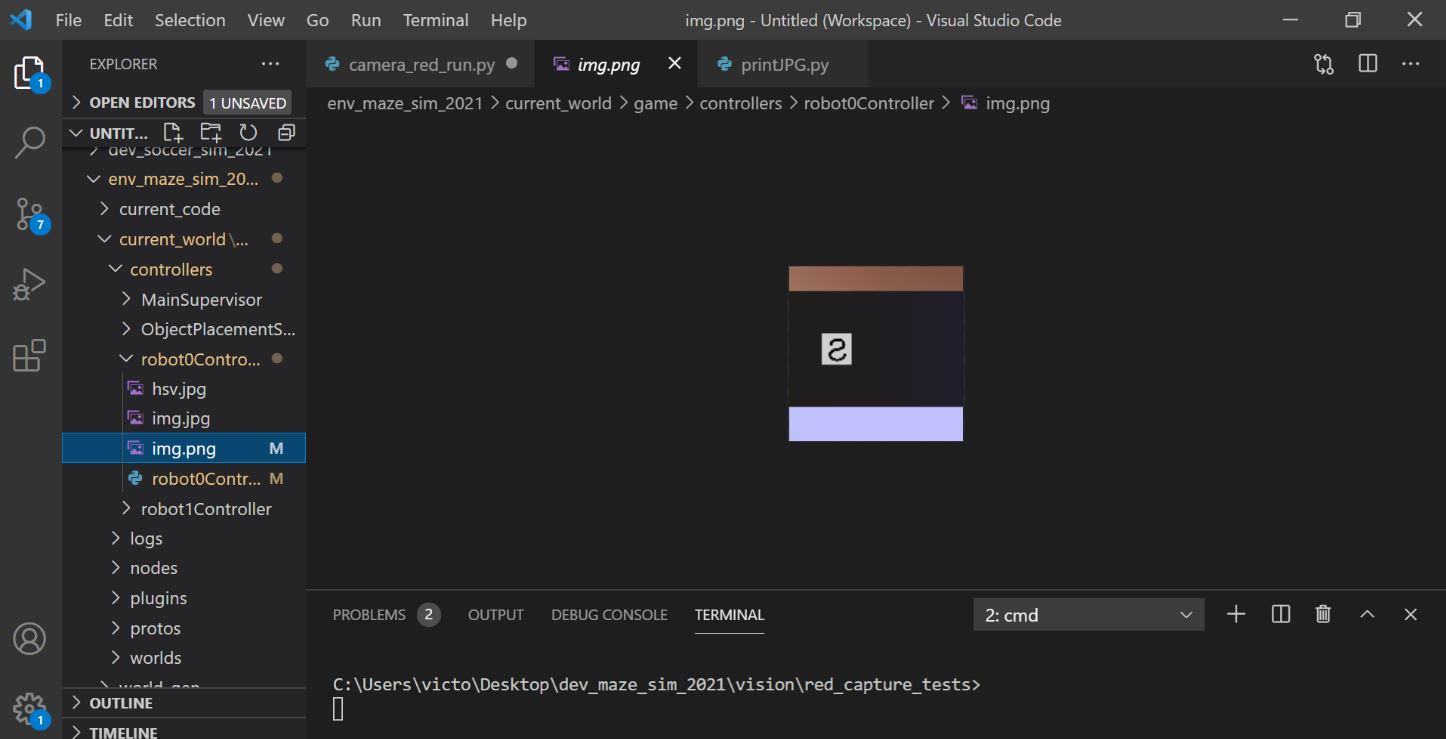 File Edit Selection View Go Run Terminal Help
img.png - Untitled (Workspace) - Visual Studio Code
1
7
1
EXPLORER
OPEN EDITORS 1 UNSAVED
UNTIT...
dev_soccer_sim_2021
env_maze_sim_20...
current_code
current_world\...
controllers
MainSupervisor
ObjectPlacementS...
robot0Contro...
hsv.jpg
img.jpg
img.png M
robot0Contr... M
robot1Controller
logs
nodes
plugins
protos
worlds
world_gen
OUTLINE
TIMELINE
camera_red_run.py img.png printJPG.py
env_maze_sim_2021 > current_world > game > controllers > robot0Controller > img.png
PROBLEMS 2 OUTPUT DEBUG CONSOLE TERMINAL 2: cmd
C:\Users\victo\Desktop\dev_maze_sim_2021\vision\red_capture_tests>